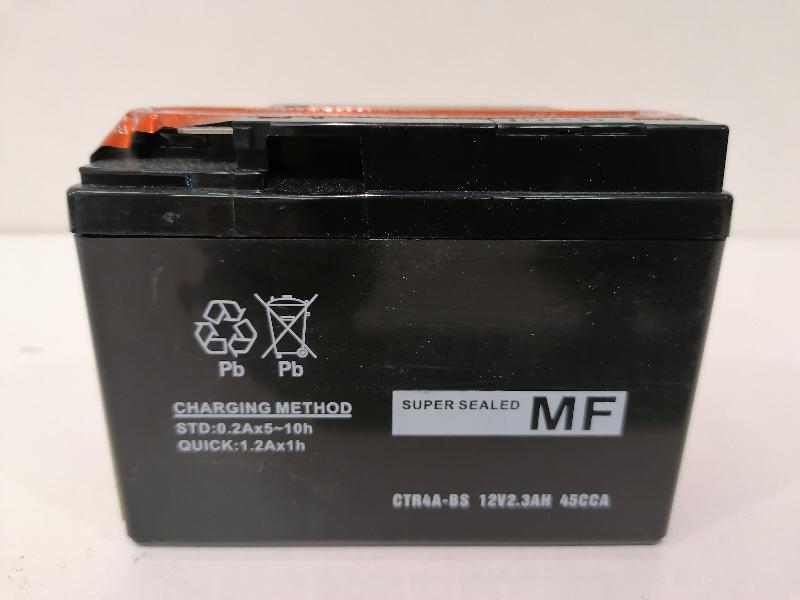 Pb Pb
CHARGING METHOD
STD:0.2Ax5~10h
QUICK:1.2Ax1h
SUPER SEALED MF
CTR4A-BS 12V2.3AH 45CCA